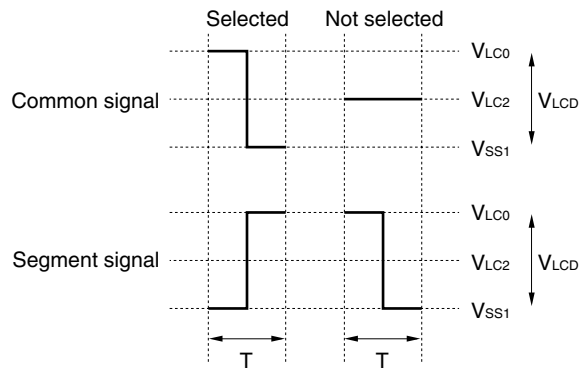 Selected Not selected
VLC0
Common signal VLC2 VLCD
VSS1
VLC0
Segment signal VLC2 VLCD
VSS1
T T